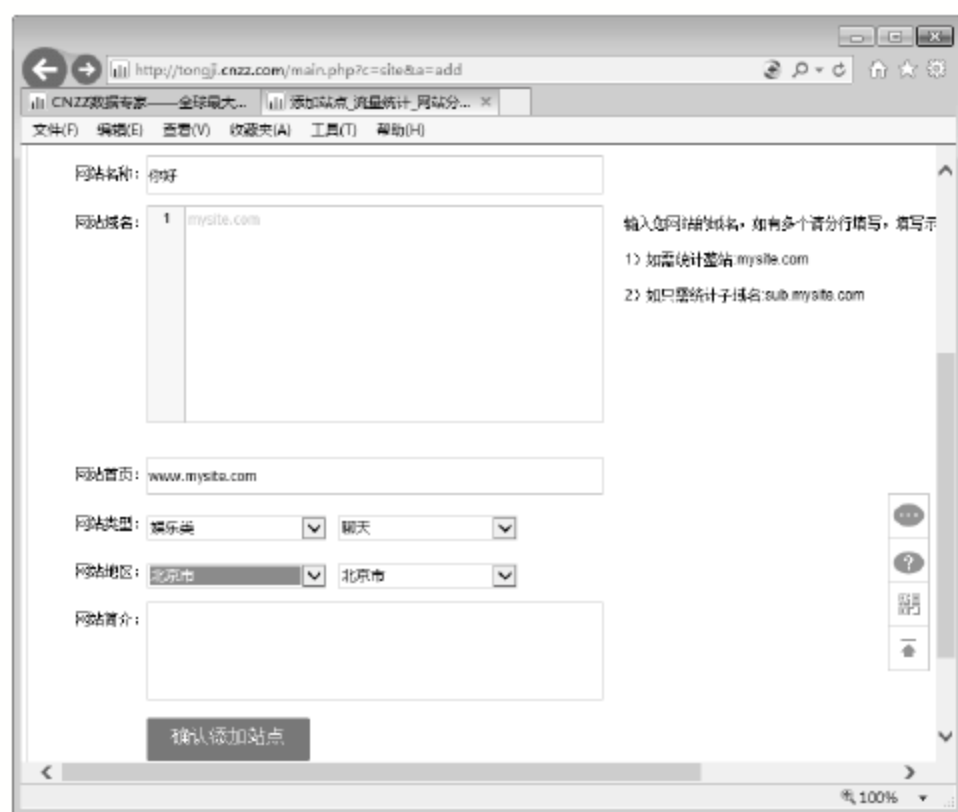 http://tongji.cnzz.com/main.php?c=site&a=add
CNZZ数据专家——全球最大... 添加站点_流量统计_网站分... ×
文件(F) 编辑(E) 查看(V) 收藏夹(A) 工具(T) 帮助(H)
网站名称: 你好
网站域名: 1 mysite.com
输入您网站的域名，如有多个请分行填写，填写示
1) 如需统计整站:mysite.com
2) 如只需统计子域名:sub.mysite.com
网站首页: www.mysite.com
网站类型: 娱乐类 聊天
网站地区: 北京市 北京市
网站简介:
确认添加站点
100%